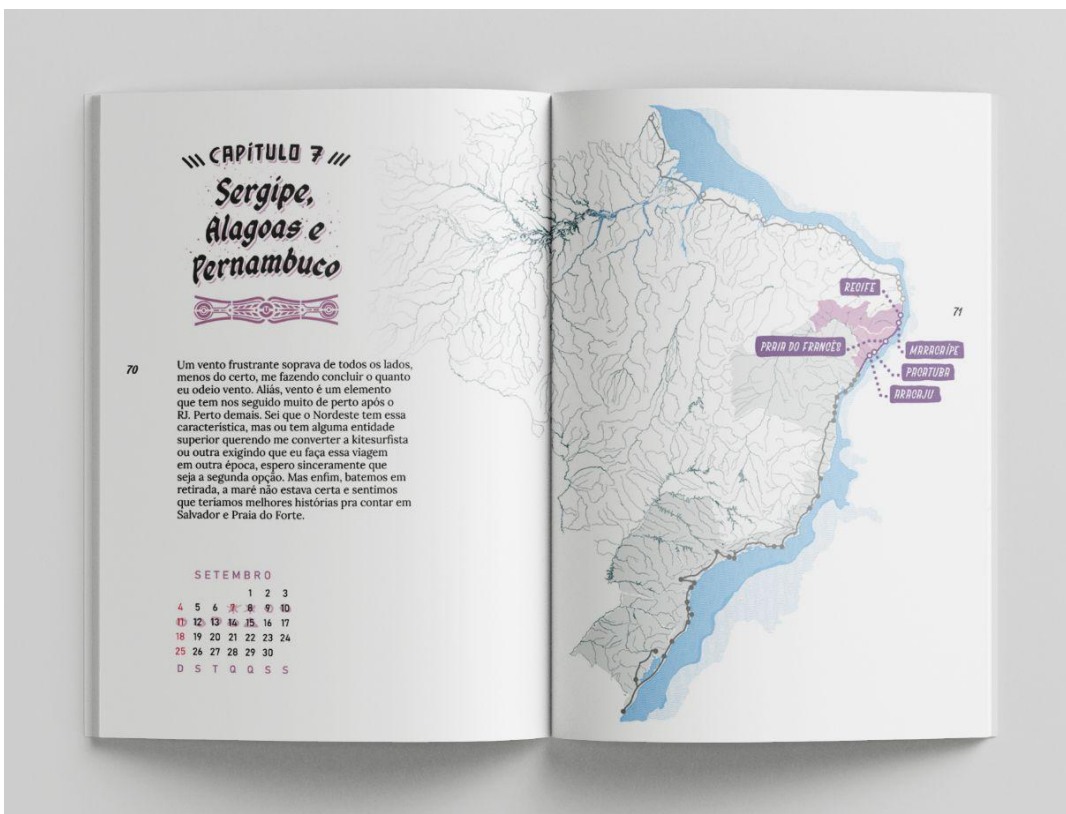 CAPÍTULO 7
Sergipe,
Alagoas e
Pernambuco
70
Um vento frustrante soprava de todos os lados,
menos do certo, me fazendo concluir o quanto
eu odeio vento. Aliás, vento é um elemento
que tem nos seguido muito de perto após o
RJ. Perto demais. Sei que o Nordeste tem essa
característica, mas ou tem alguma entidade
superior querendo me converter a kitesurfista
ou outra exigindo que eu faça essa viagem
em outra época, espero sinceramente que
seja a segunda opção. Mas enfim, batemos em
retirada, a maré não estava certa e sentimos
que teríamos melhores histórias pra contar em
Salvador e Praia do Forte.
SETEMBRO
1 2 3
4 5 6 7 8 9 10
11 12 13 14 15 16 17
18 19 20 21 22 23 24
25 26 27 28 29 30
D S T Q Q S S
RECIFE
71
PRAIA DO FRANCÊS
MARACAÍPE
PACATUBA
ARACAJU